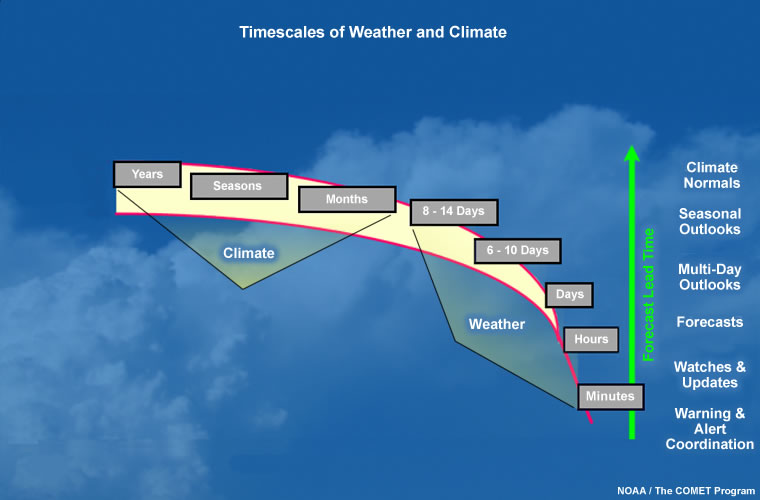 Timescales of Weather and Climate
Years
Seasons
Months
8 - 14 Days
6 - 10 Days
Days
Hours
Minutes
Climate
Weather
Forecast Lead Time
Climate
Normals
Seasonal
Outlooks
Multi-Day
Outlooks
Forecasts
Watches &
Updates
Warning &
Alert
Coordination
NOAA / The COMET Program